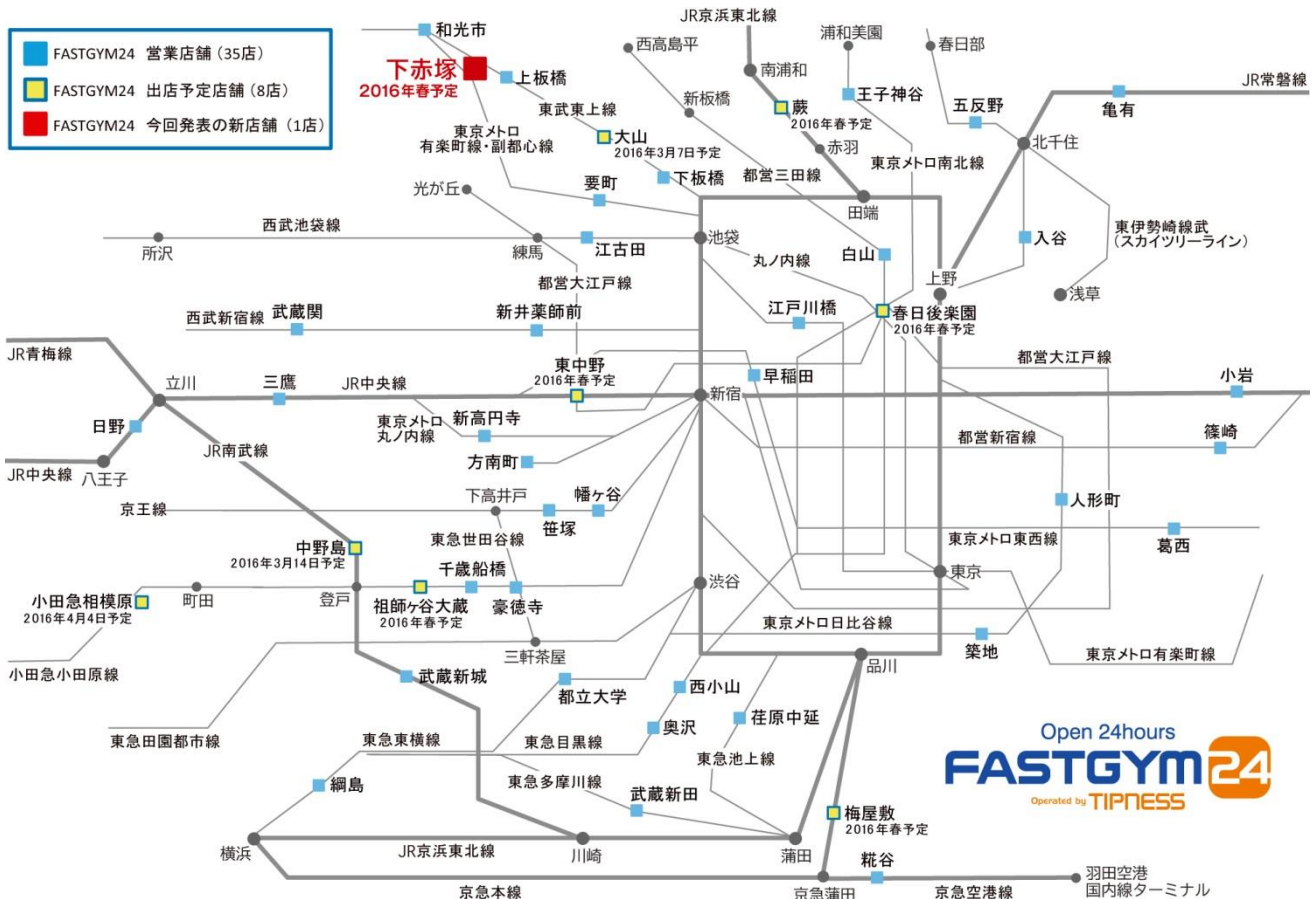 FASTGYM24 営業店舗 (35店)
FASTGYM24 出店予定店舗 (8店)
FASTGYM24 今回発表の新店舗 (1店)
和光市
下赤塚
2016年春予定
上板橋
東武東上線
大山
2016年3月7日予定
下板橋
東京メトロ
有楽町線・副都心線
要町
西高島平
新板橋
都営三田線
JR京浜東北線
南浦和
蕨
2016年春予定
赤羽
田端
浦和美園
王子神谷
東京メトロ南北線
春日部
五反野
北千住
JR常磐線
亀有
入谷
東伊勢崎線武
(スカイツリーライン)
浅草
上野
光が丘
西武池袋線
所沢
練馬
江古田
池袋
丸ノ内線
白山
都営大江戸線
江戸川橋
春日後楽園
2016年春予定
西武新宿線
武蔵関
新井薬師前
都営大江戸線
JR青梅線
立川
三鷹
JR中央線
東中野
2016年春予定
新宿
早稲田
小岩
日野
八王子
JR中央線
JR南武線
東京メトロ
丸ノ内線
新高円寺
方南町
都営新宿線
篠崎
人形町
京王線
下高井戸
笹塚
幡ヶ谷
東急世田谷線
東京メトロ東西線
葛西
中野島
2016年3月14日予定
小田急相模原
2016年4月4日予定
町田
登戸
祖師ヶ谷大蔵
2016年春予定
千歳船橋
豪徳寺
渋谷
東京
小田急小田原線
三軒茶屋
東京メトロ日比谷線
築地
東京メトロ有楽町線
品川
武蔵新城
都立大学
西小山
奥沢
荏原中延
東急田園都市線
東急東横線
東急目黒線
東急池上線
東急多摩川線
綱島
武蔵新田
梅屋敷
2016年春予定
横浜
JR京浜東北線
川崎
蒲田
京急本線
京急蒲田
糀谷
京急空港線
羽田空港
国内線ターミナル
Open 24hours
FASTGYM24
Operated by TIPNESS